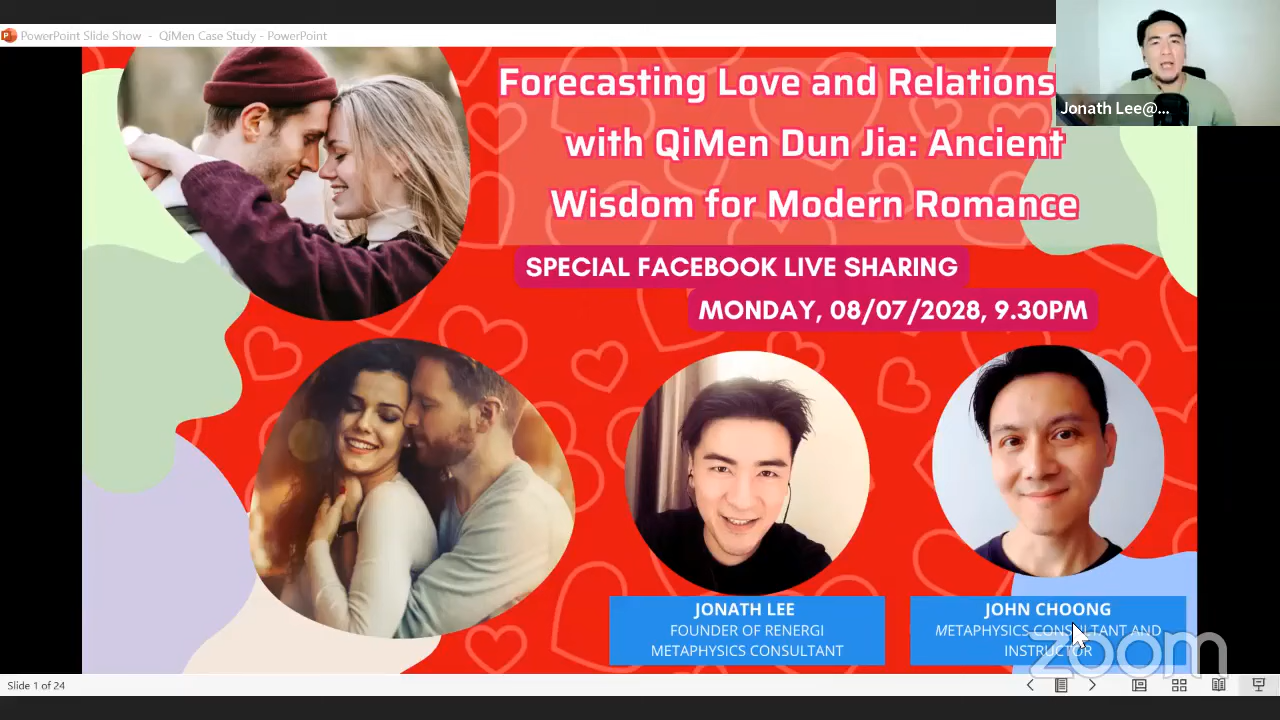 PowerPoint Slide Show - QiMen Case Study - PowerPoint
Jonath Lee@...
Forecasting Love and Relations
with QiMen Dun Jia: Ancient
Wisdom for Modern Romance
SPECIAL FACEBOOK LIVE SHARING
MONDAY, 08/07/2028, 9.30PM
JONATH LEE
FOUNDER OF RENERGI
METAPHYSICS CONSULTANT
JOHN CHOONG
METAPHYSICS CONSULTANT AND
INSTRUCTOR
zoom
Slide 1 of 24